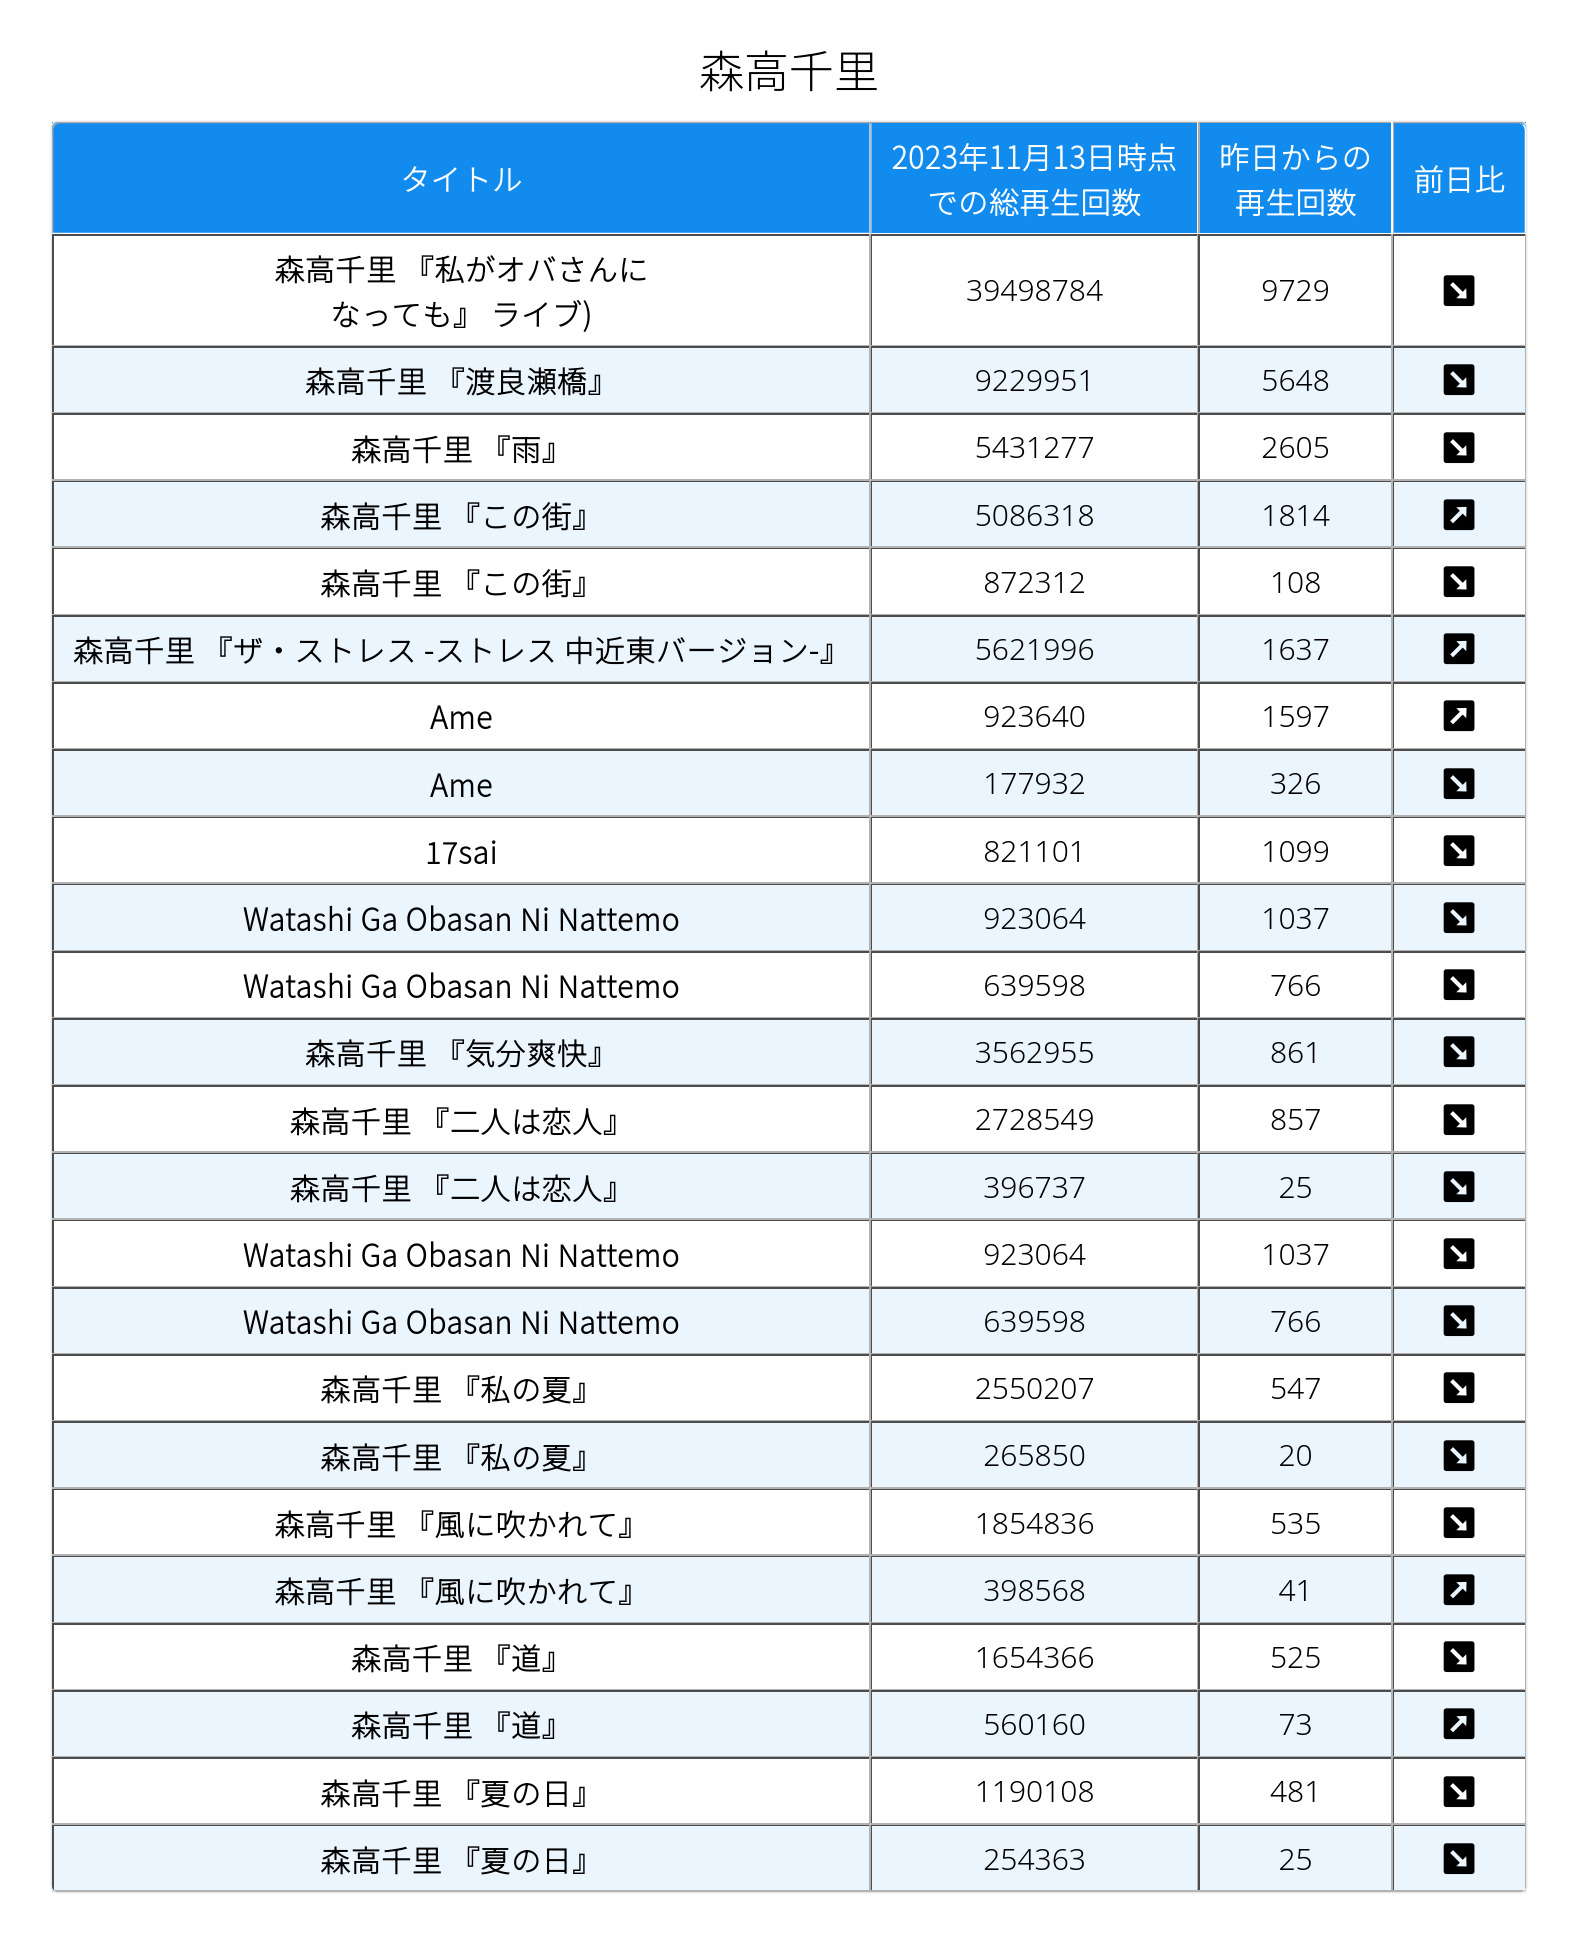 森高千里
タイトル 2023年11月13日時点での総再生回数 昨日からの再生回数 前日比
森高千里 『私がオバさんに
なっても』 ライブ) 39498784 9729 ↘
森高千里 『渡良瀬橋』 9229951 5648 ↘
森高千里 『雨』 5431277 2605 ↘
森高千里 『この街』 5086318 1814 ↗
森高千里 『この街』 872312 108 ↘
森高千里 『ザ・ストレス -ストレス 中近東バージョン-』 5621996 1637 ↗
Ame 923640 1597 ↗
Ame 177932 326 ↘
17sai 821101 1099 ↘
Watashi Ga Obasan Ni Nattemo 923064 1037 ↘
Watashi Ga Obasan Ni Nattemo 639598 766 ↘
森高千里 『気分爽快』 3562955 861 ↘
森高千里 『二人は恋人』 2728549 857 ↘
森高千里 『二人は恋人』 396737 25 ↘
Watashi Ga Obasan Ni Nattemo 923064 1037 ↘
Watashi Ga Obasan Ni Nattemo 639598 766 ↘
森高千里 『私の夏』 2550207 547 ↘
森高千里 『私の夏』 265850 20 ↘
森高千里 『風に吹かれて』 1854836 535 ↘
森高千里 『風に吹かれて』 398568 41 ↗
森高千里 『道』 1654366 525 ↘
森高千里 『道』 560160 73 ↗
森高千里 『夏の日』 1190108 481 ↘
森高千里 『夏の日』 254363 25 ↘